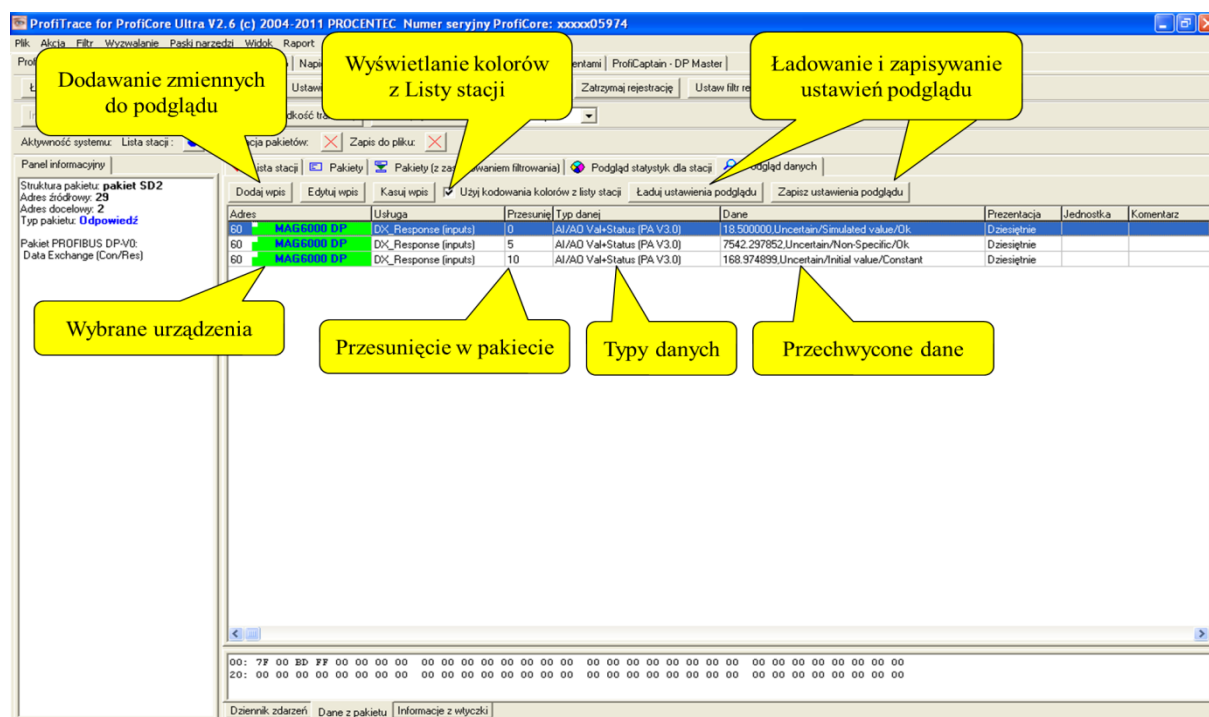 ProfiTrace for ProfiCore Ultra V2.6 (c) 2004-2011 PROCENTEC Numer seryjny ProfiCore: xxxxx05974
Plik Akcja Filtr Wyzwalanie Paski narzędzi Widok Raport
Dodawanie zmiennych
do podglądu
Wyświetlanie kolorów
z Listy stacji
Ładowanie i zapisywanie
ustawień podglądu
ProfiCaptain - DP Master
Zatrzymaj rejestrację
Aktywność systemu: Lista stacji:
pakietów:
Zapis do pliku:
Panel informacyjny
Pakiety
Podgląd statystyk dla stacji
Struktura pakietu: pakiet SD2
Adres źródłowy: 29
Adres docelowy: 2
Typ pakietu: Odpowiedź
Pakiet PROFIBUS DP-V0:
Data Exchange (Con/Res)
Dodaj wpis Edytuj wpis Kasuj wpis Użyj kodowania kolorów z listy stacji Ładuj ustawienia podglądu Zapisz ustawienia podglądu
Adres Usługa Przesunię Typ danej Dane Prezentacja Jednostka Komentarz
60 MAG6000 DP DX_Response (inputs) 0 AI/AO Val+Status (PA V3.0) 18.500000,Uncertain/Simulated value/Ok Dziesiętnie
60 MAG6000 DP DX_Response (inputs) 5 AI/AO Val+Status (PA V3.0) 7542.297852,Uncertain/Non-Specific/Ok Dziesiętnie
60 MAG6000 DP DX_Response (inputs) 10 AI/AO Val+Status (PA V3.0) 168.974899,Uncertain/Initial value/Constant Dziesiętnie
Wybrane urządzenia
Przesunięcie w pakiecie
Typy danych
Przechwycone dane
00: 7F 00 BD FF 00 00 00 00 00 00 00 00 00 00 00 00 00 00 00 00 00 00 00 00 00 00 00 00 00 00 00 00
20: 00 00 00 00 00 00 00 00 00 00 00 00 00 00 00 00 00 00 00 00 00 00 00 00 00 00 00 00 00 00 00 00
Dziennik zdarzeń Dane z pakietu Informacje z wtyczki